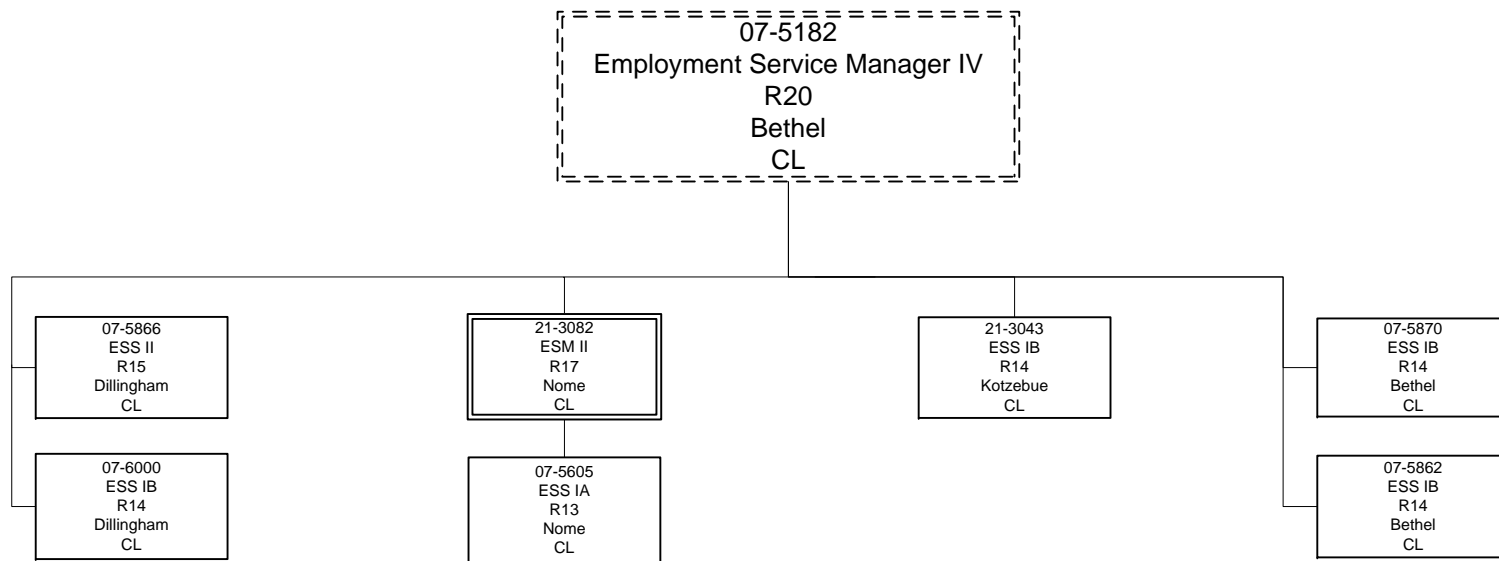 07-5182
Employment Service Manager IV
R20
Bethel
CL
07-5866
ESS II
R15
Dillingham
CL
21-3082
ESM II
R17
Nome
CL
21-3043
ESS IB
R14
Kotzebue
CL
07-5870
ESS IB
R14
Bethel
CL
07-6000
ESS IB
R14
Dillingham
CL
07-5605
ESS IA
R13
Nome
CL
07-5862
ESS IB
R14
Bethel
CL